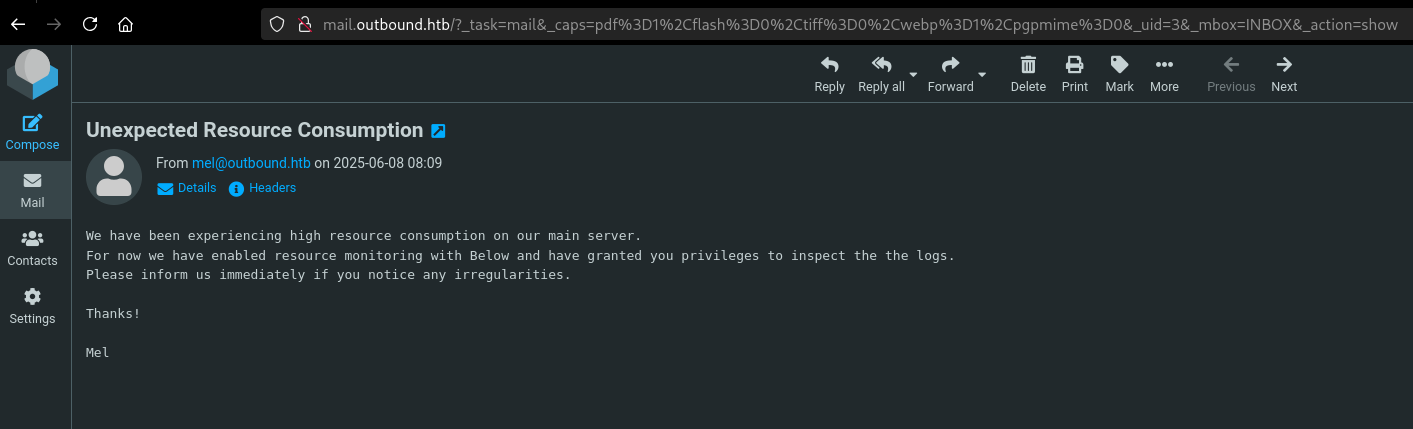 mail.outbound.htb/?_task=mail&_caps=pdf%3D1%2Cflash%3D0%2Ctiff%3D0%2Cwebp%3D1%2Cpgpmime%3D0&_uid=3&_mbox=INBOX&_action=show
Reply
Reply all
Forward
Delete
Print
Mark
More
Previous
Next
Compose
Mail
Contacts
Settings
Unexpected Resource Consumption
From mel@outbound.htb on 2025-06-08 08:09
Details Headers
We have been experiencing high resource consumption on our main server.
For now we have enabled resource monitoring with Below and have granted you privileges to inspect the the logs.
Please inform us immediately if you notice any irregularities.
Thanks!
Mel